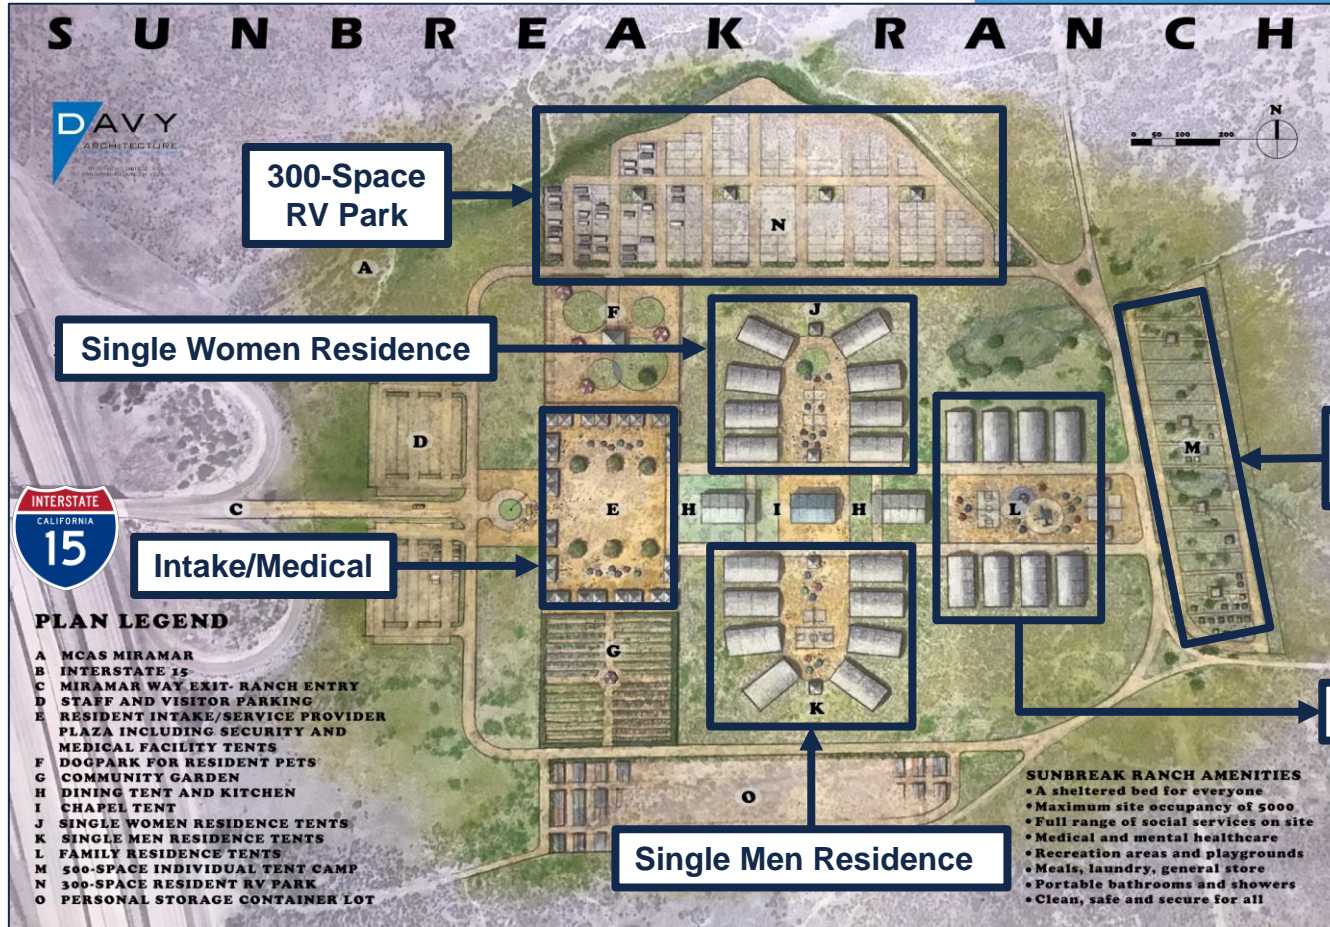 SUNBREAK RANCH
DAVY
ARCHITECTURE
N
0 50 100 200
300-Space
RV Park
N
A
J
F
Single Women Residence
D
M
INTERSTATE
CALIFORNIA
15
C
E
H
I
H
L
Intake/Medical
G
K
O
Single Men Residence
PLAN LEGEND
A MCAS MIRAMAR
B INTERSTATE 15
C MIRAMAR WAY EXIT- RANCH ENTRY
D STAFF AND VISITOR PARKING
E RESIDENT INTAKE/SERVICE PROVIDER
PLAZA INCLUDING SECURITY AND
MEDICAL FACILITY TENTS
F DOGPARK FOR RESIDENT PETS
G COMMUNITY GARDEN
H DINING TENT AND KITCHEN
I CHAPEL TENT
J SINGLE WOMEN RESIDENCE TENTS
K SINGLE MEN RESIDENCE TENTS
L FAMILY RESIDENCE TENTS
M 500-SPACE INDIVIDUAL TENT CAMP
N 300-SPACE RESIDENT RV PARK
O PERSONAL STORAGE CONTAINER LOT
SUNBREAK RANCH AMENITIES
• A sheltered bed for everyone
• Maximum site occupancy of 5000
• Full range of social services on site
• Medical and mental healthcare
• Recreation areas and playgrounds
• Meals, laundry, general store
• Portable bathrooms and showers
• Clean, safe and secure for all